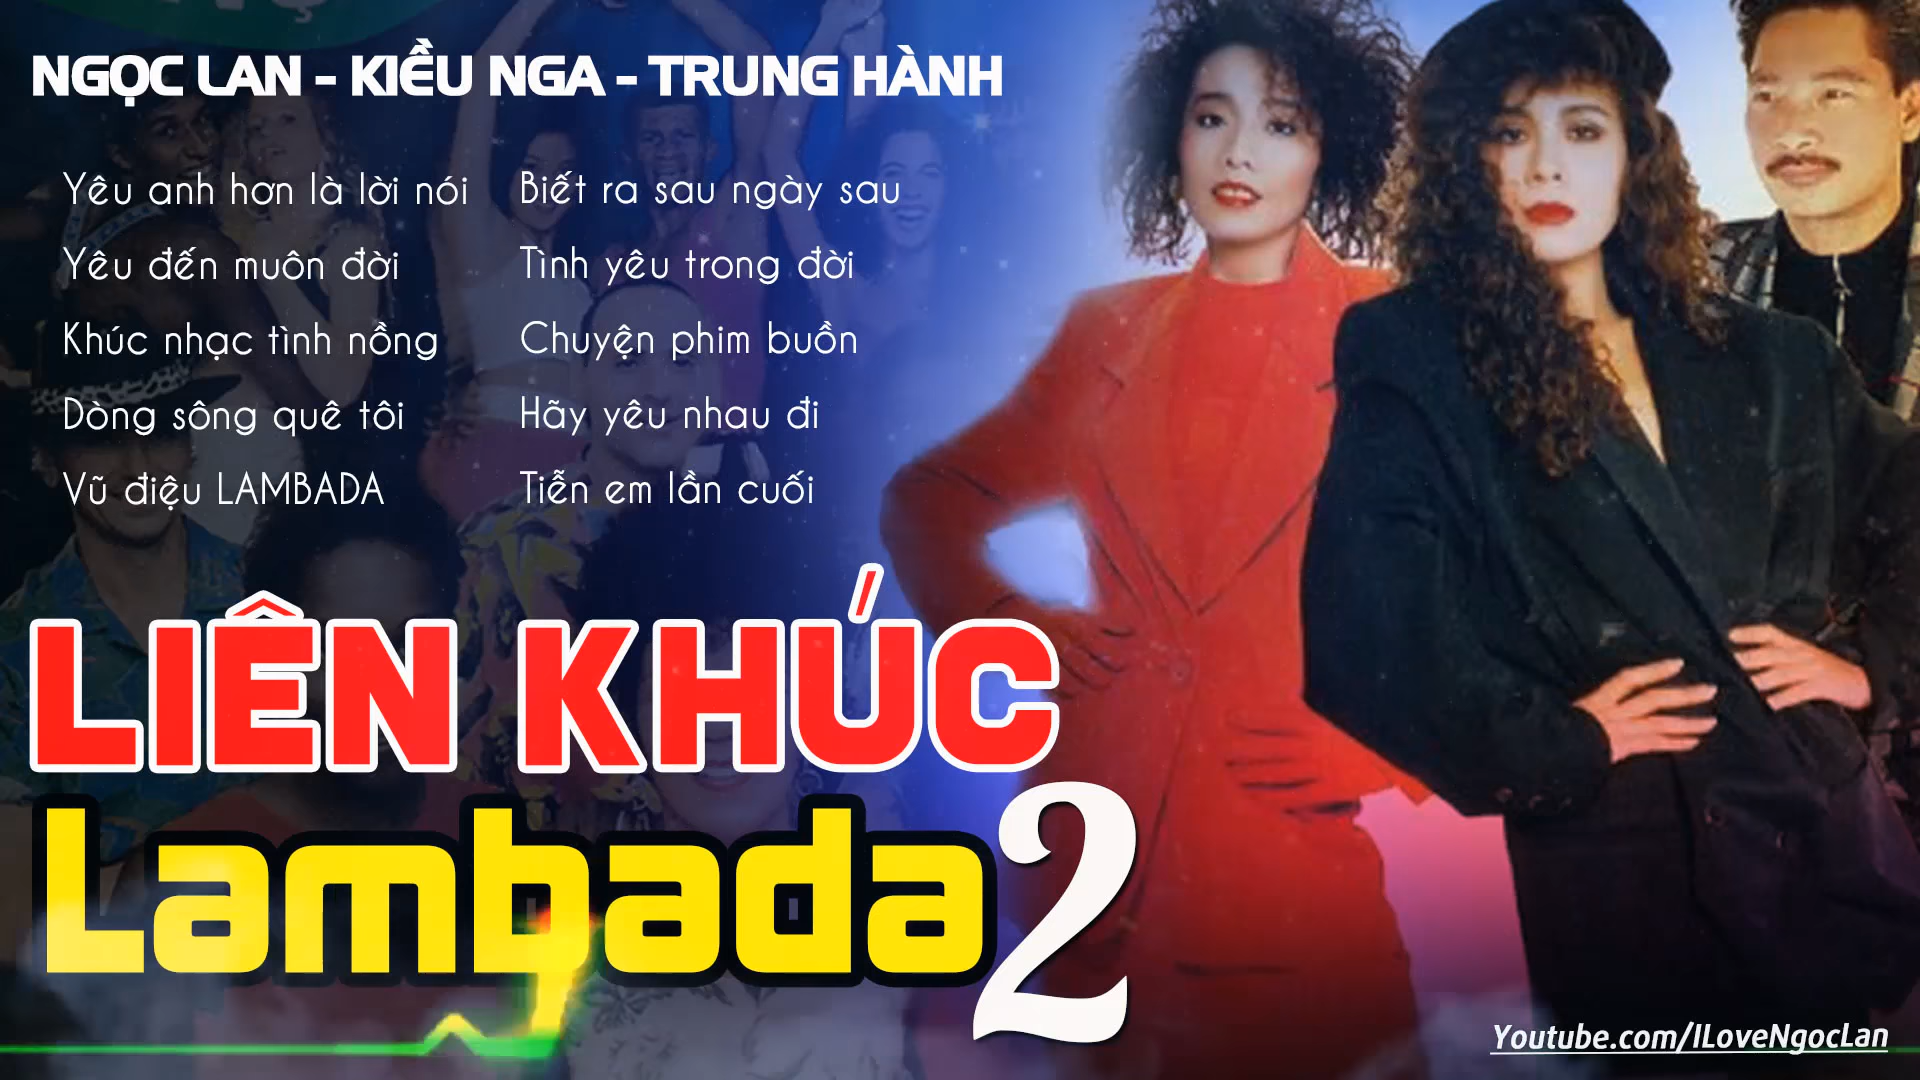 NGỌC LAN - KIỀU NGA - TRUNG HÀNH
Yêu anh hơn là lời nói
Yêu đến muôn đời
Khúc nhạc tình nồng
Dòng sông quê tôi
Vũ điệu LAMBADA
Biết ra sau ngày sau
Tình yêu trong đời
Chuyện phim buồn
Hãy yêu nhau đi
Tiễn em lần cuối
LIÊN KHÚC
Lambada 2
Youtube.com/ILoveNgocLan